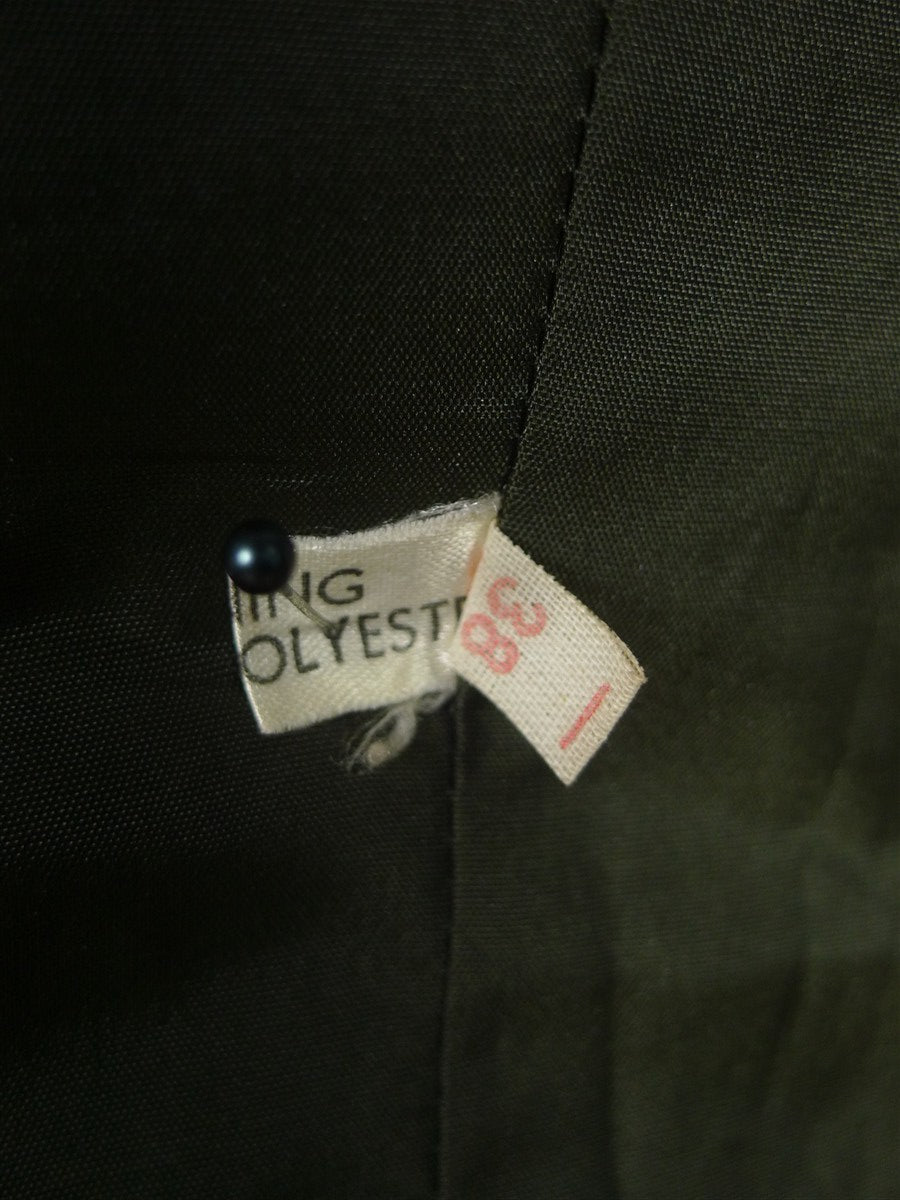 ING
OLYESTE
38